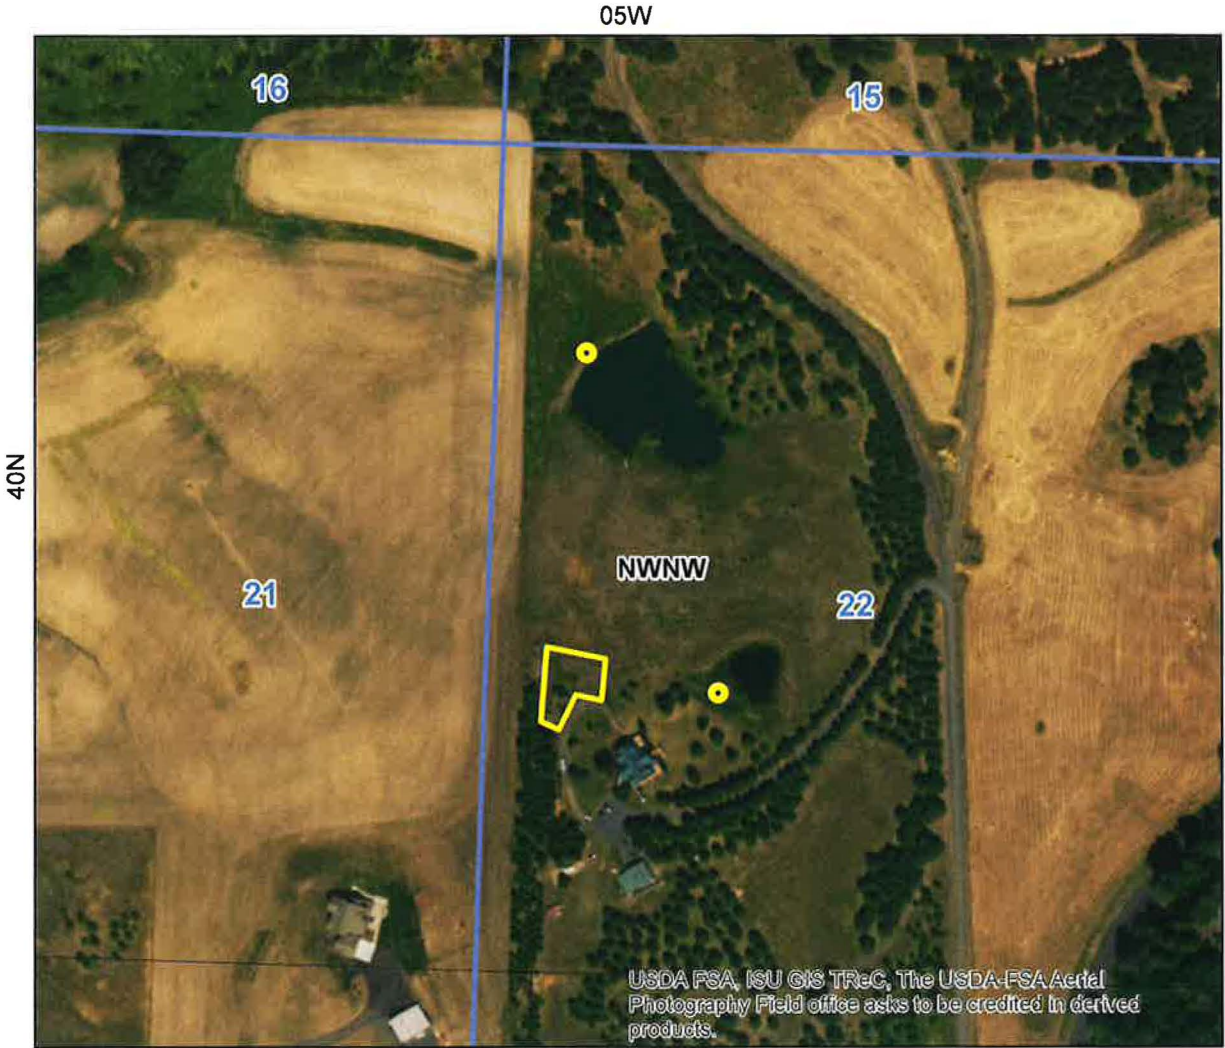 05W
16
15
40N
NWNW
21
22
USDA FSA, ISU GIS TReC, The USDA-FSA Aerial
Photography Field office asks to be credited in derived
products.